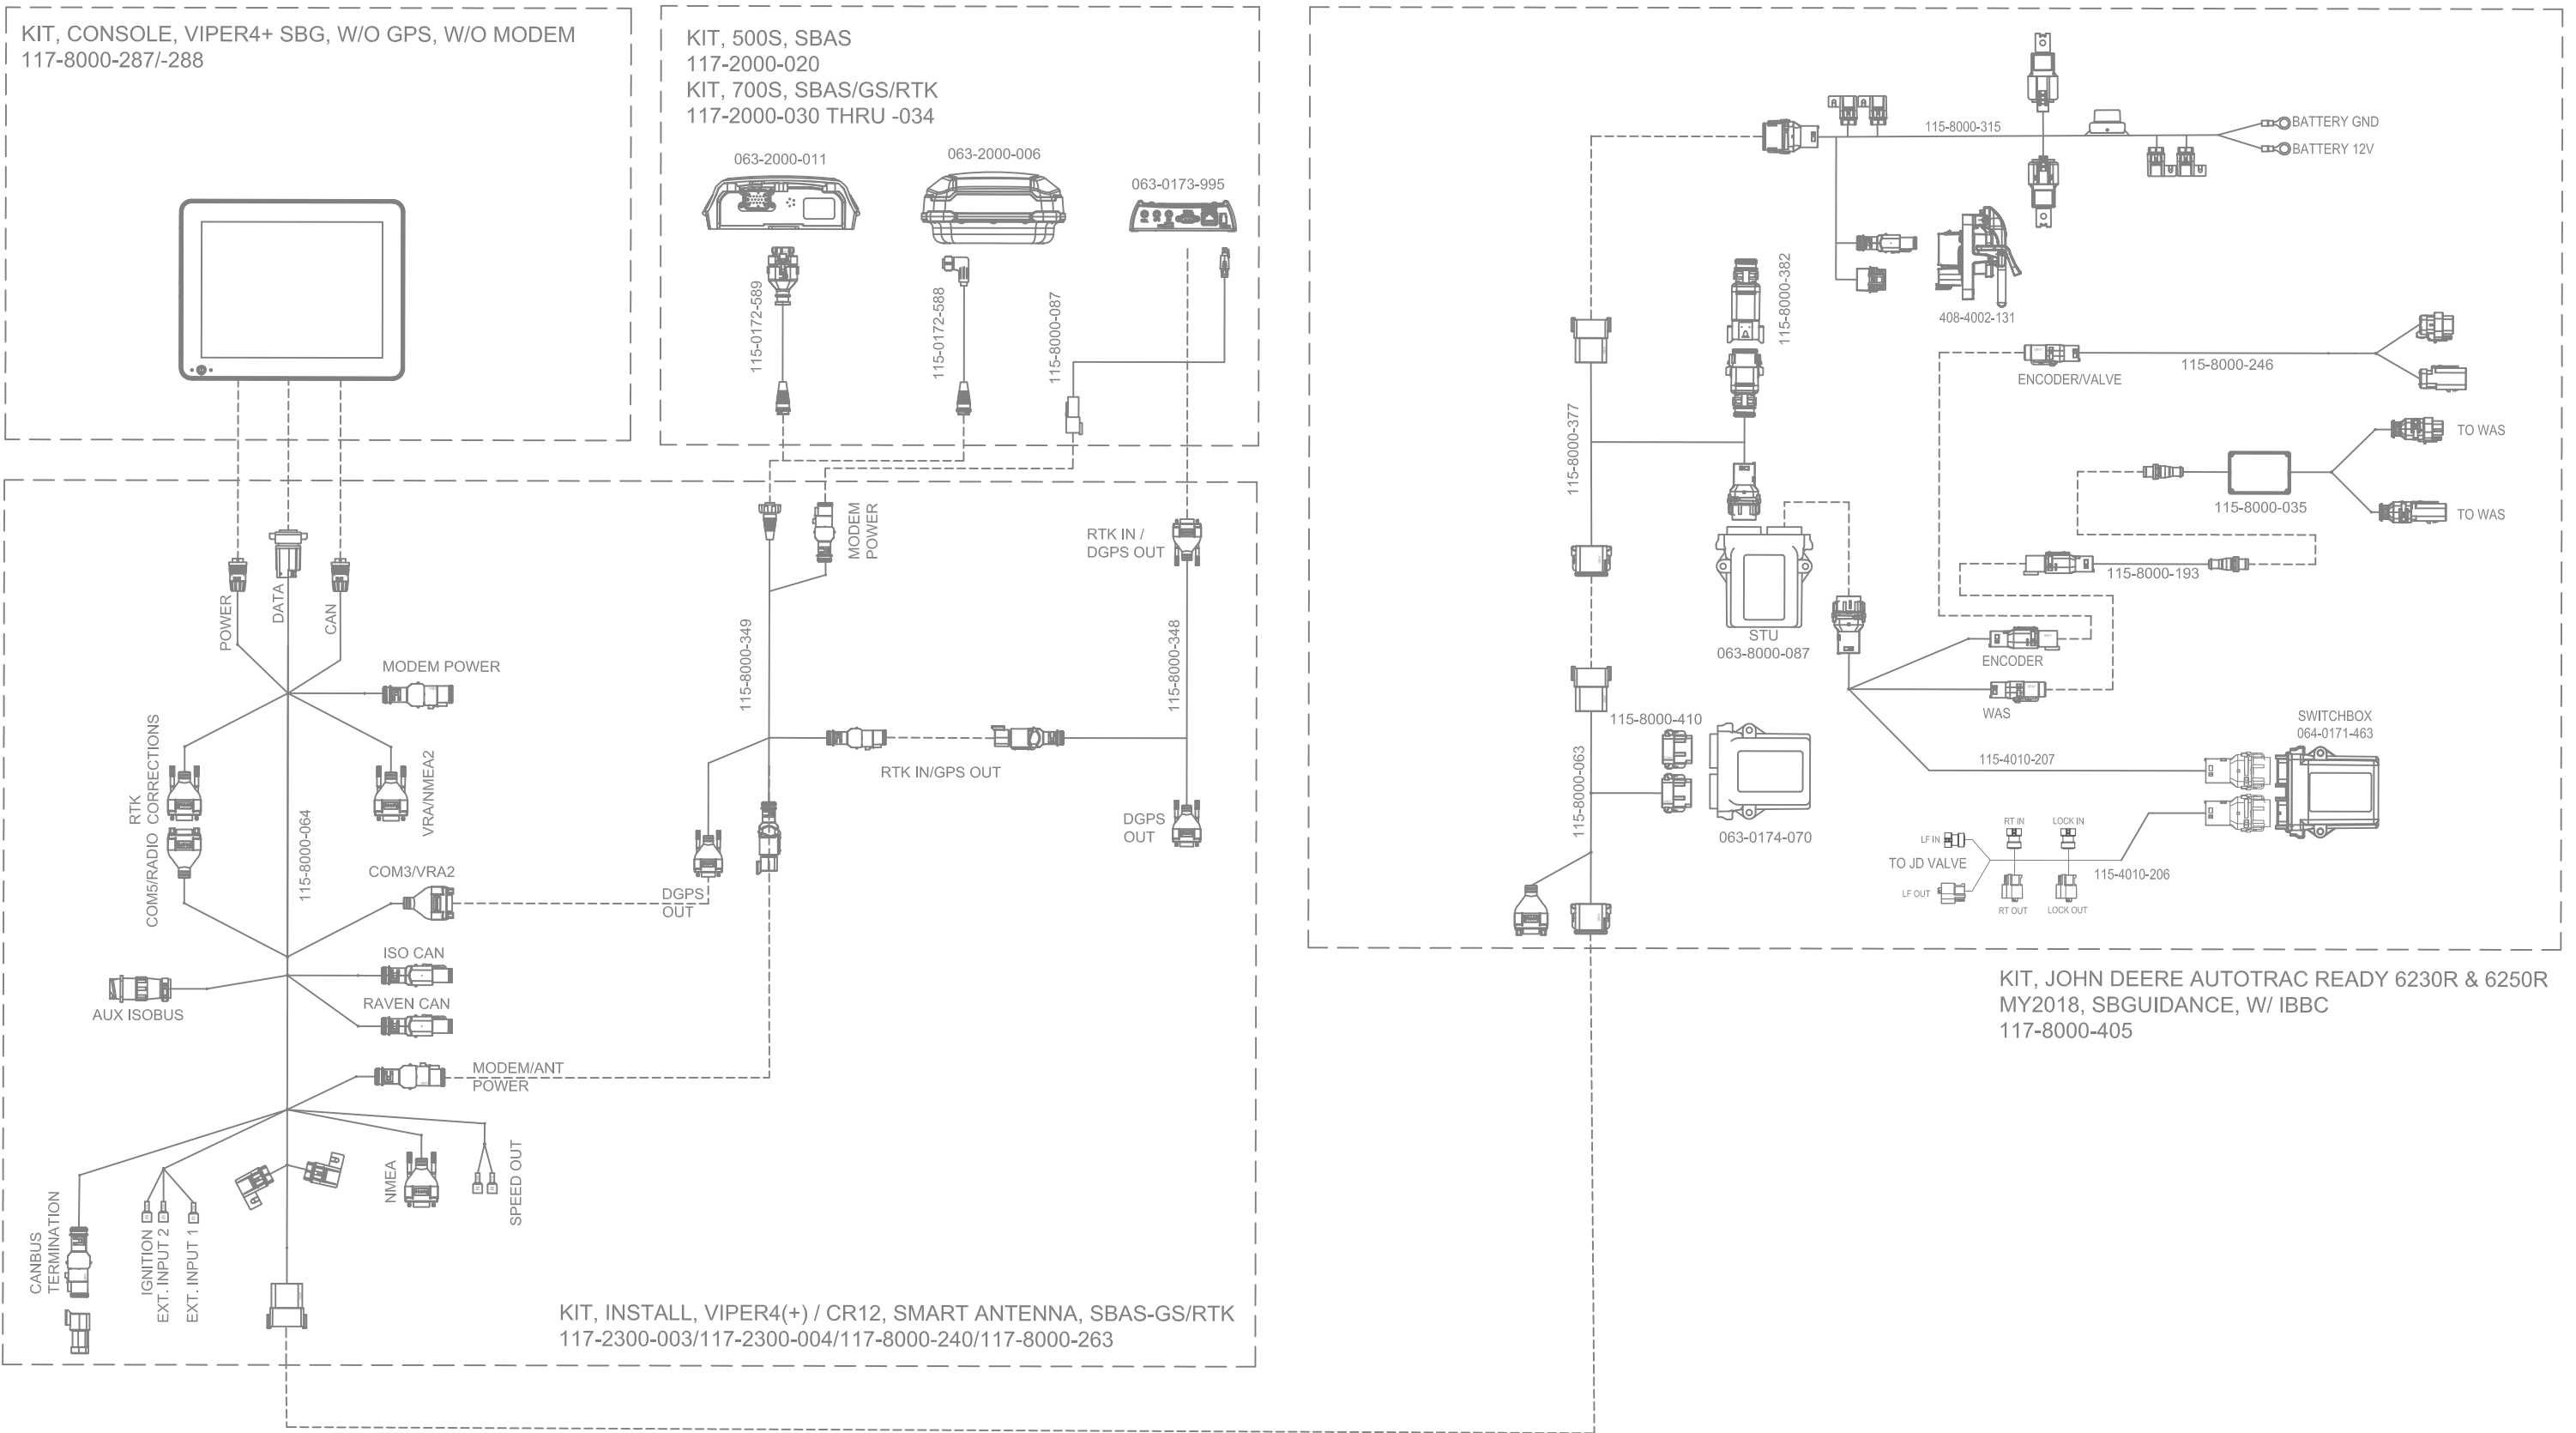 KIT, CONSOLE, VIPER4+ SBG, W/O GPS, W/O MODEM
117-8000-287/-288
KIT, 500S, SBAS
117-2000-020
KIT, 700S, SBAS/GS/RTK
117-2000-030 THRU -034
063-2000-011
063-2000-006
063-0173-995
115-0172-589
115-0172-588
115-8000-087
POWER
DATA
CAN
MODEM POWER
RTK
COM5/RADIO CORRECTIONS
VRA/NMEA2
115-8000-064
COM3/VRA2
ISO CAN
RAVEN CAN
AUX ISOBUS
MODEM/ANT
POWER
CANBUS
TERMINATION
IGNITION
EXT. INPUT 2
EXT. INPUT 1
NMEA
SPEED OUT
MODEM
POWER
RTK IN /
DGPS OUT
115-8000-349
115-8000-348
RTK IN/GPS OUT
DGPS
OUT
DGPS
OUT
KIT, INSTALL, VIPER4(+) / CR12, SMART ANTENNA, SBAS-GS/RTK
117-2300-003/117-2300-004/117-8000-240/117-8000-263
115-8000-315
BATTERY GND
BATTERY 12V
408-4002-131
115-8000-382
115-8000-377
ENCODER/VALVE
115-8000-246
TO WAS
115-8000-035
TO WAS
115-8000-193
STU
063-8000-087
ENCODER
WAS
115-8000-410
063-0174-070
115-8000-063
SWITCHBOX
064-0171-463
115-4010-207
LF IN
RT IN
LOCK IN
TO JD VALVE
115-4010-206
LF OUT
RT OUT
LOCK OUT
KIT, JOHN DEERE AUTOTRAC READY 6230R & 6250R
MY2018, SBGUIDANCE, W/ IBBC
117-8000-405